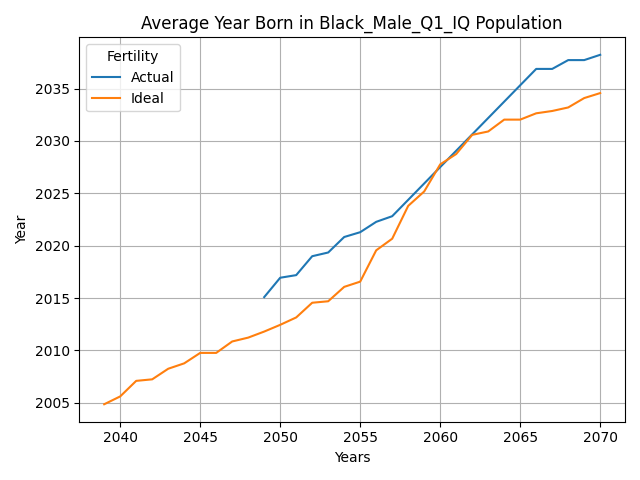 Average Year Born in Black_Male_Q1_IQ Population
Fertility
Actual
Ideal
2035
2030
2025
2020
2015
2010
2005
Year
2040 2045 2050 2055 2060 2065 2070
Years